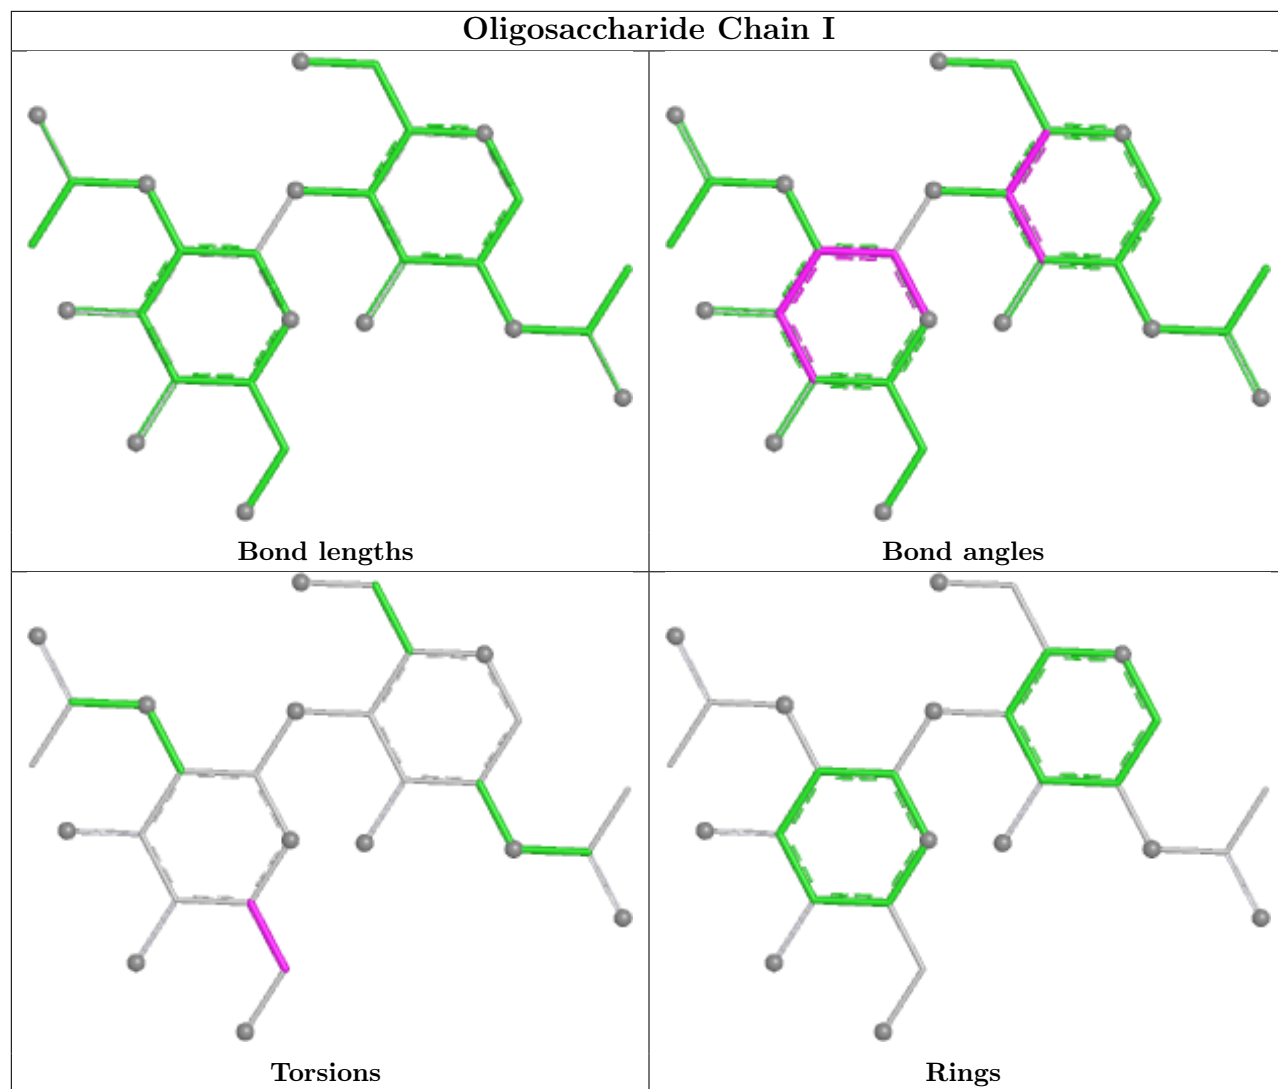 Oligosaccharide Chain I
Bond lengths
Bond angles
Torsions
Rings